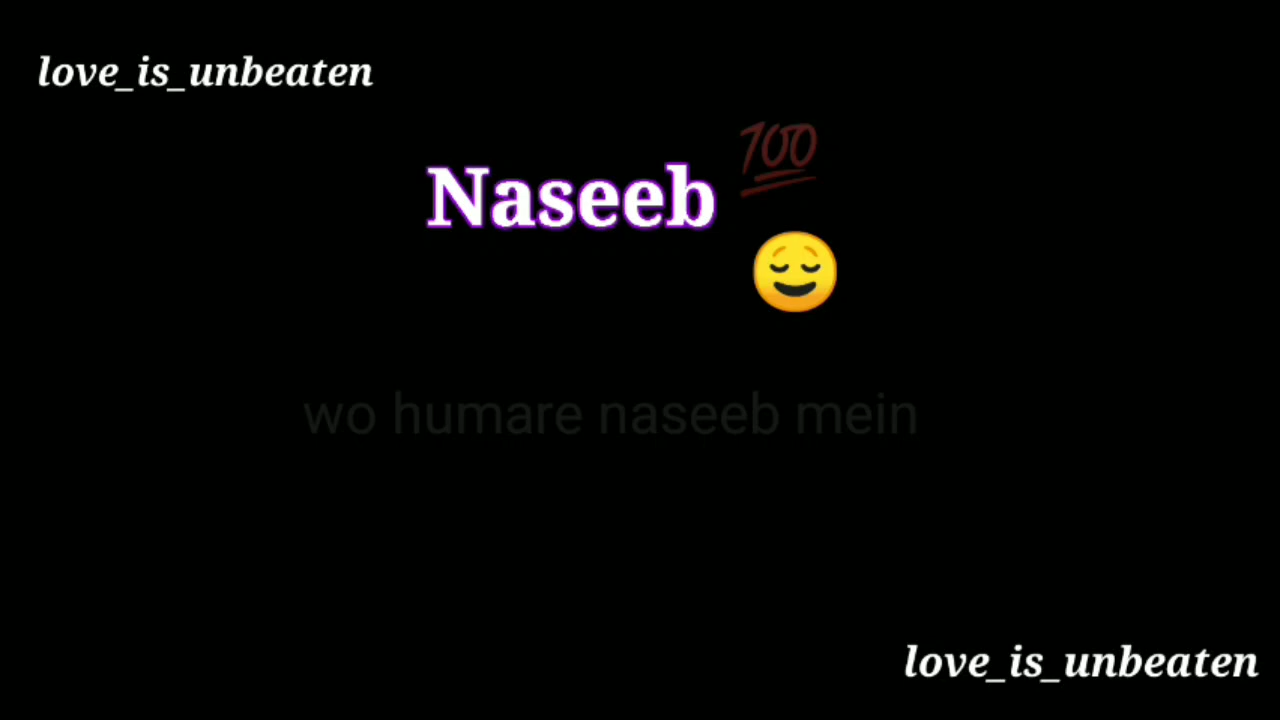 love_is_unbeaten
Naseeb 💯
😌
wo humare naseeb mein
love_is_unbeaten